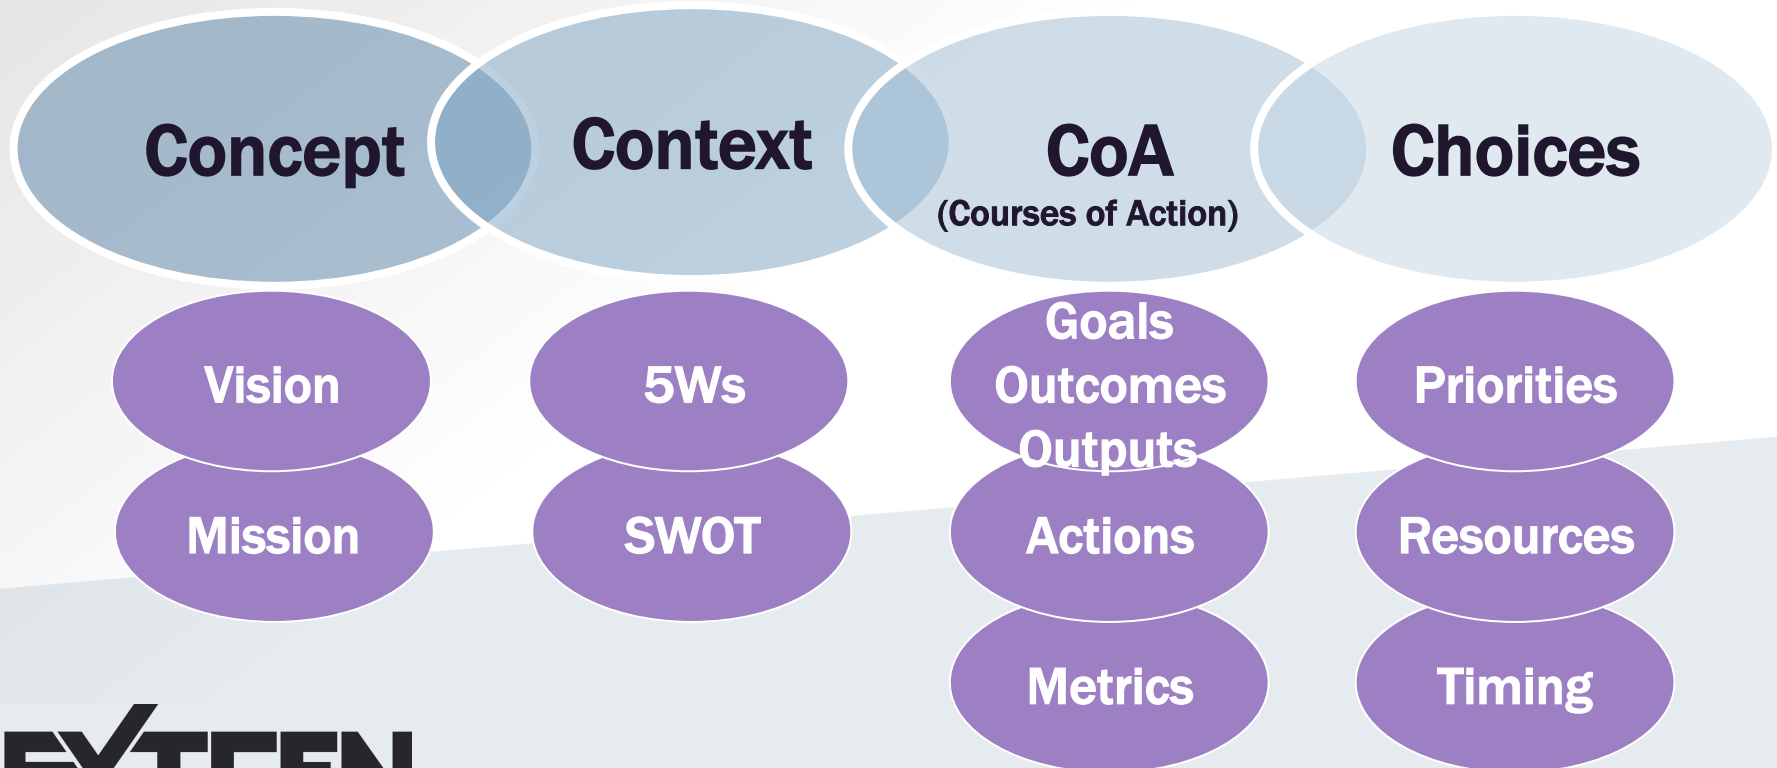 Concept
Context
CoA
(Courses of Action)
Choices
Vision
Mission
5Ws
SWOT
Goals
Outcomes
Outputs
Actions
Metrics
Priorities
Resources
Timing